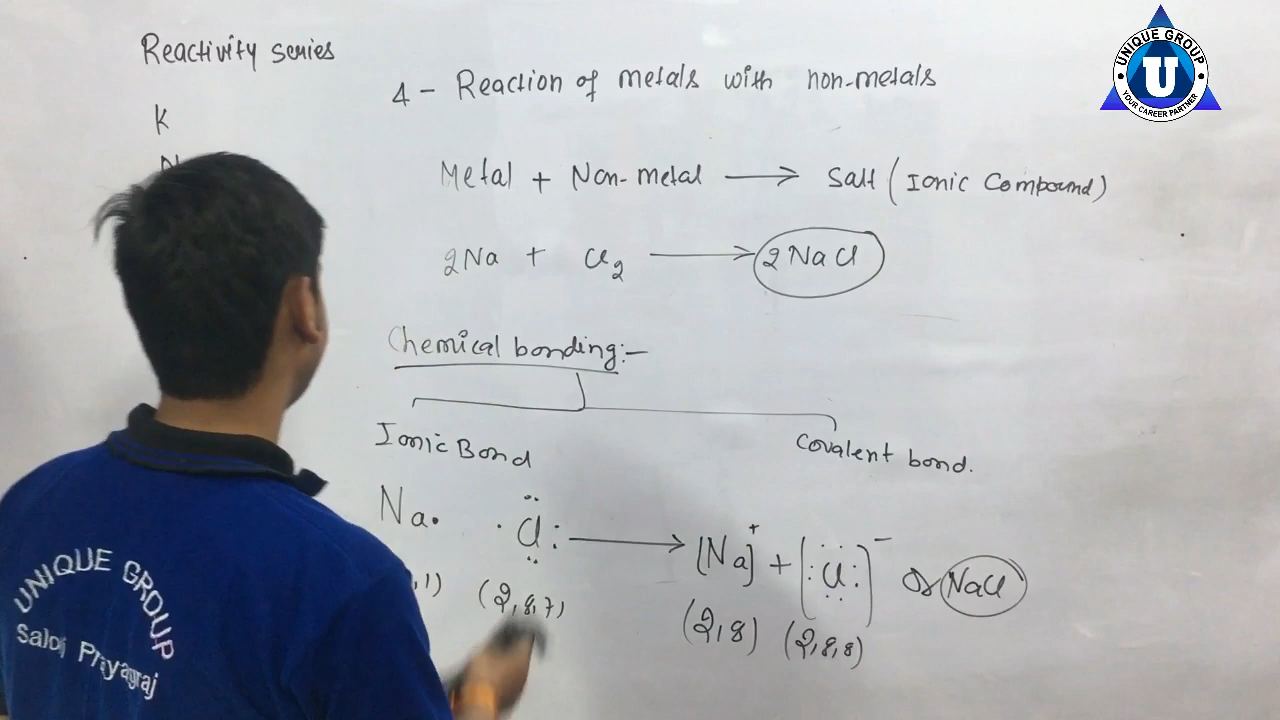 Reactivity series
K
4 - Reaction of metals with non-metals
Metal + Non-metal → Salt (Ionic Compound)
2Na + Cl2 → 2NaCl
Chemical bonding:-
Ionic Bond
Covalent bond.
Na. .Cl: → [Na]+ + [:Cl:]- or NaCl
,1) (2,8,7) (2,8) (2,8,8)
UNIQUE GROUP
YOUR CAREER PARTNER
U
UNIQUE GROUP
Prayagraj